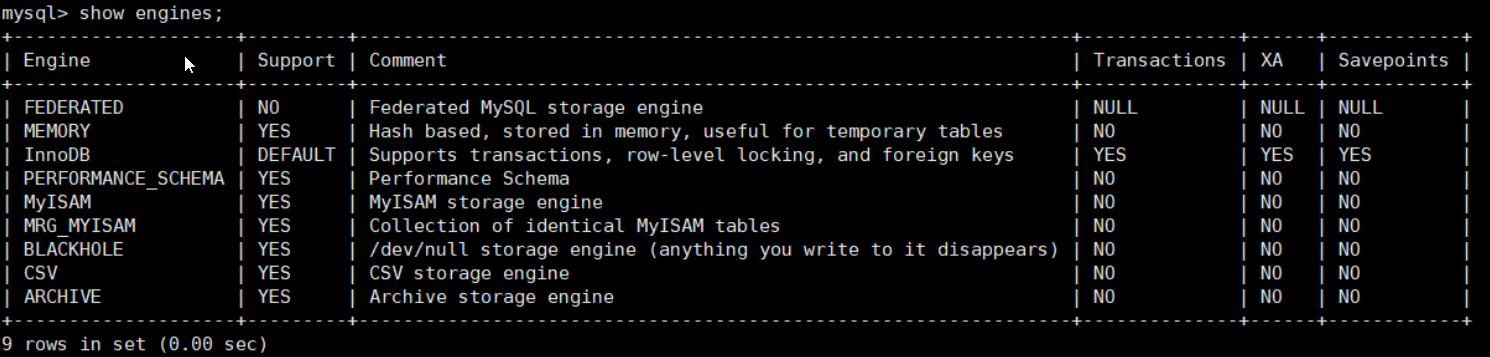 mysql> show engines;
+--------------------+---------+----------------------------------------------------------------+--------------+------+------------+
| Engine             | Support | Comment                                                        | Transactions | XA   | Savepoints |
+--------------------+---------+----------------------------------------------------------------+--------------+------+------------+
| FEDERATED          | NO      | Federated MySQL storage engine                                 | NULL         | NULL | NULL       |
| MEMORY             | YES     | Hash based, stored in memory, useful for temporary tables      | NO           | NO   | NO         |
| InnoDB             | DEFAULT | Supports transactions, row-level locking, and foreign keys     | YES          | YES  | YES        |
| PERFORMANCE_SCHEMA | YES     | Performance Schema                                             | NO           | NO   | NO         |
| MyISAM             | YES     | MyISAM storage engine                                          | NO           | NO   | NO         |
| MRG_MYISAM         | YES     | Collection of identical MyISAM tables                          | NO           | NO   | NO         |
| BLACKHOLE          | YES     | /dev/null storage engine (anything you write to it disappears) | NO           | NO   | NO         |
| CSV                | YES     | CSV storage engine                                             | NO           | NO   | NO         |
| ARCHIVE            | YES     | Archive storage engine                                         | NO           | NO   | NO         |
+--------------------+---------+----------------------------------------------------------------+--------------+------+------------+
9 rows in set (0.00 sec)